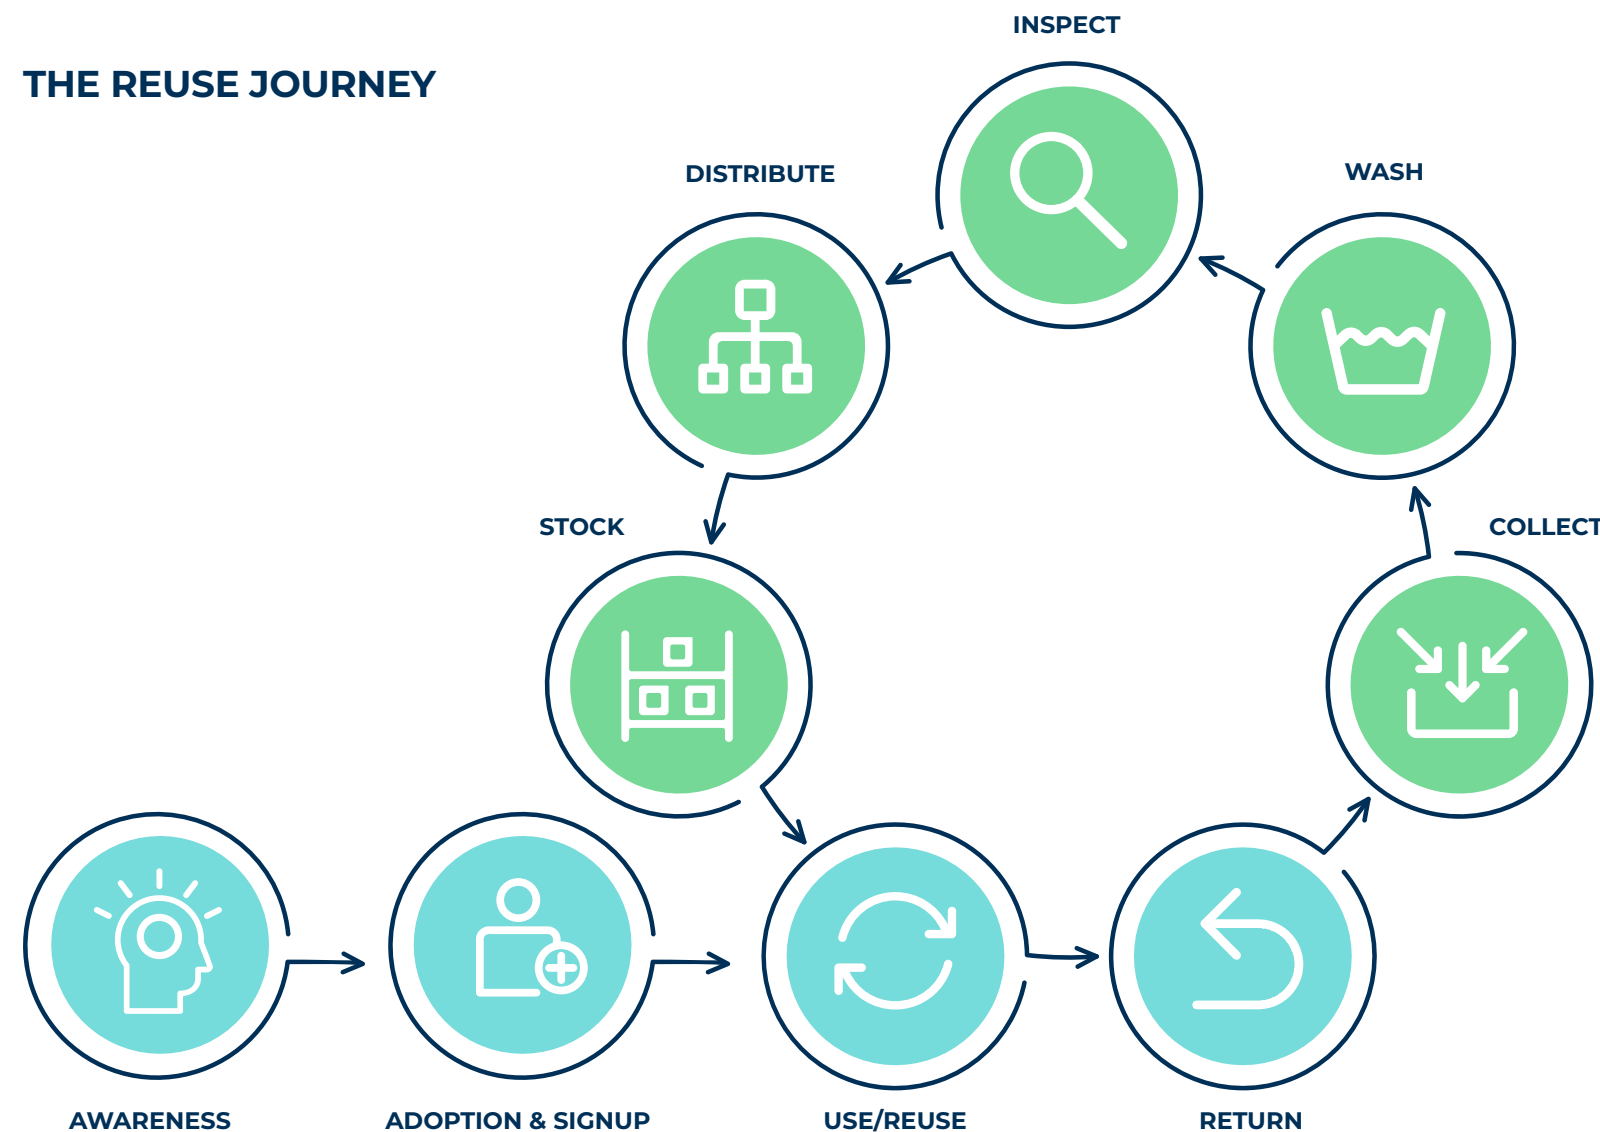 INSPECT
THE REUSE JOURNEY
DISTRIBUTE
WASH
STOCK
COLLECT
AWARENESS
ADOPTION & SIGNUP
USE/REUSE
RETURN